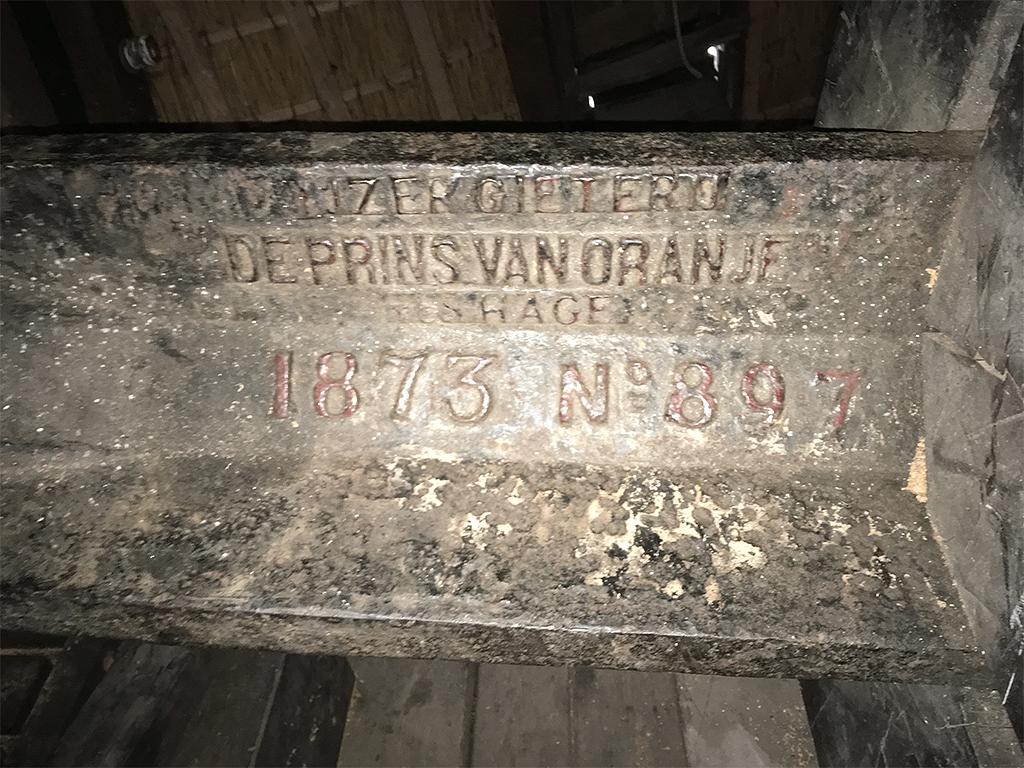 IJZERGIETERIJ
DE PRINS VAN ORANJE
'S HAGE
1873 No 897